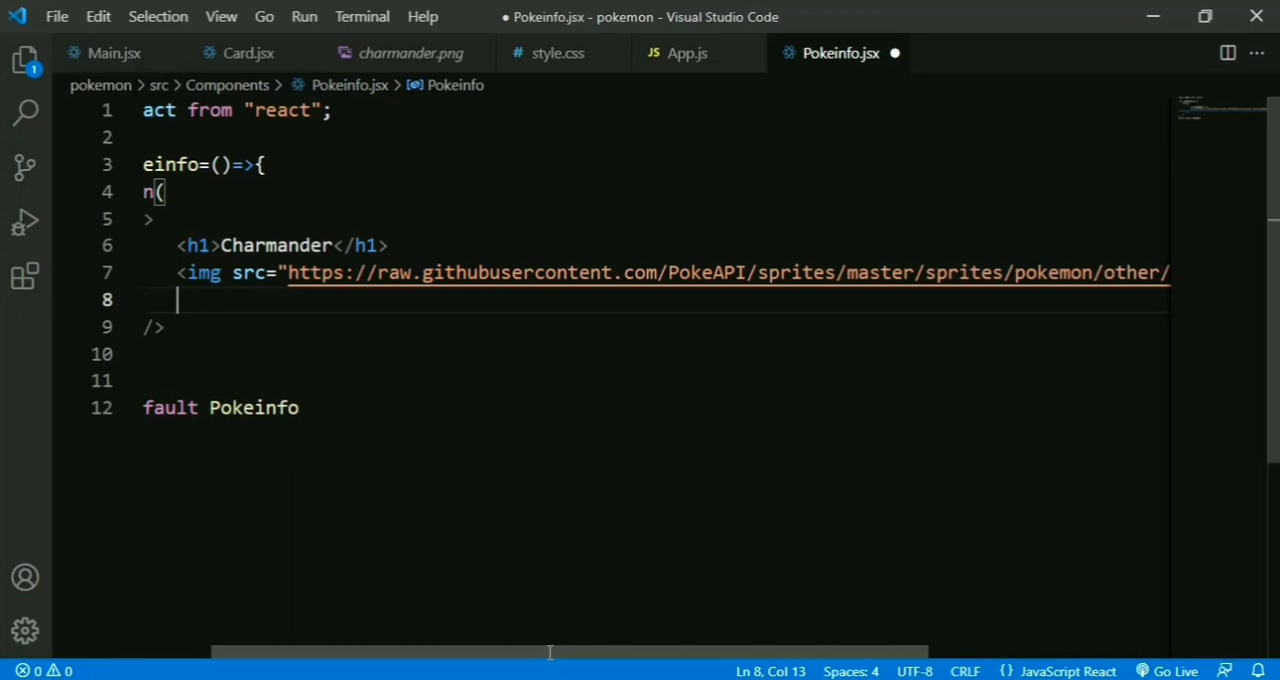 File Edit Selection View Go Run Terminal Help ● Pokeinfo.jsx - pokemon - Visual Studio Code
Main.jsx Card.jsx charmander.png # style.css JS App.js Pokeinfo.jsx ●
1
pokemon > src > Components > Pokeinfo.jsx > Pokeinfo
1 act from "react";
2
3 einfo=()=>{
4 n(
5 >
6 <h1>Charmander</h1>
7 <img src="https://raw.githubusercontent.com/PokeAPI/sprites/master/sprites/pokemon/other/
8
9 />
10
11
12 fault Pokeinfo
0 0 Ln 8, Col 13 Spaces: 4 UTF-8 CRLF {} JavaScript React Go Live